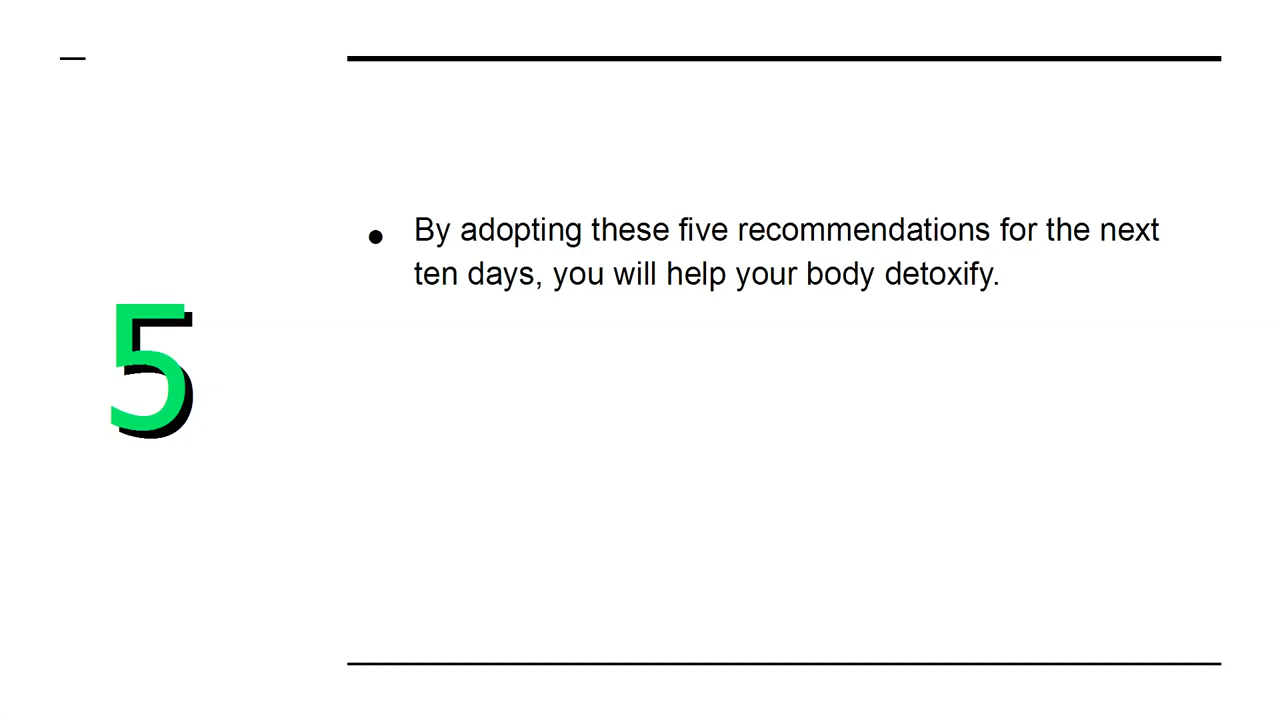 5
• By adopting these five recommendations for the next
ten days, you will help your body detoxify.